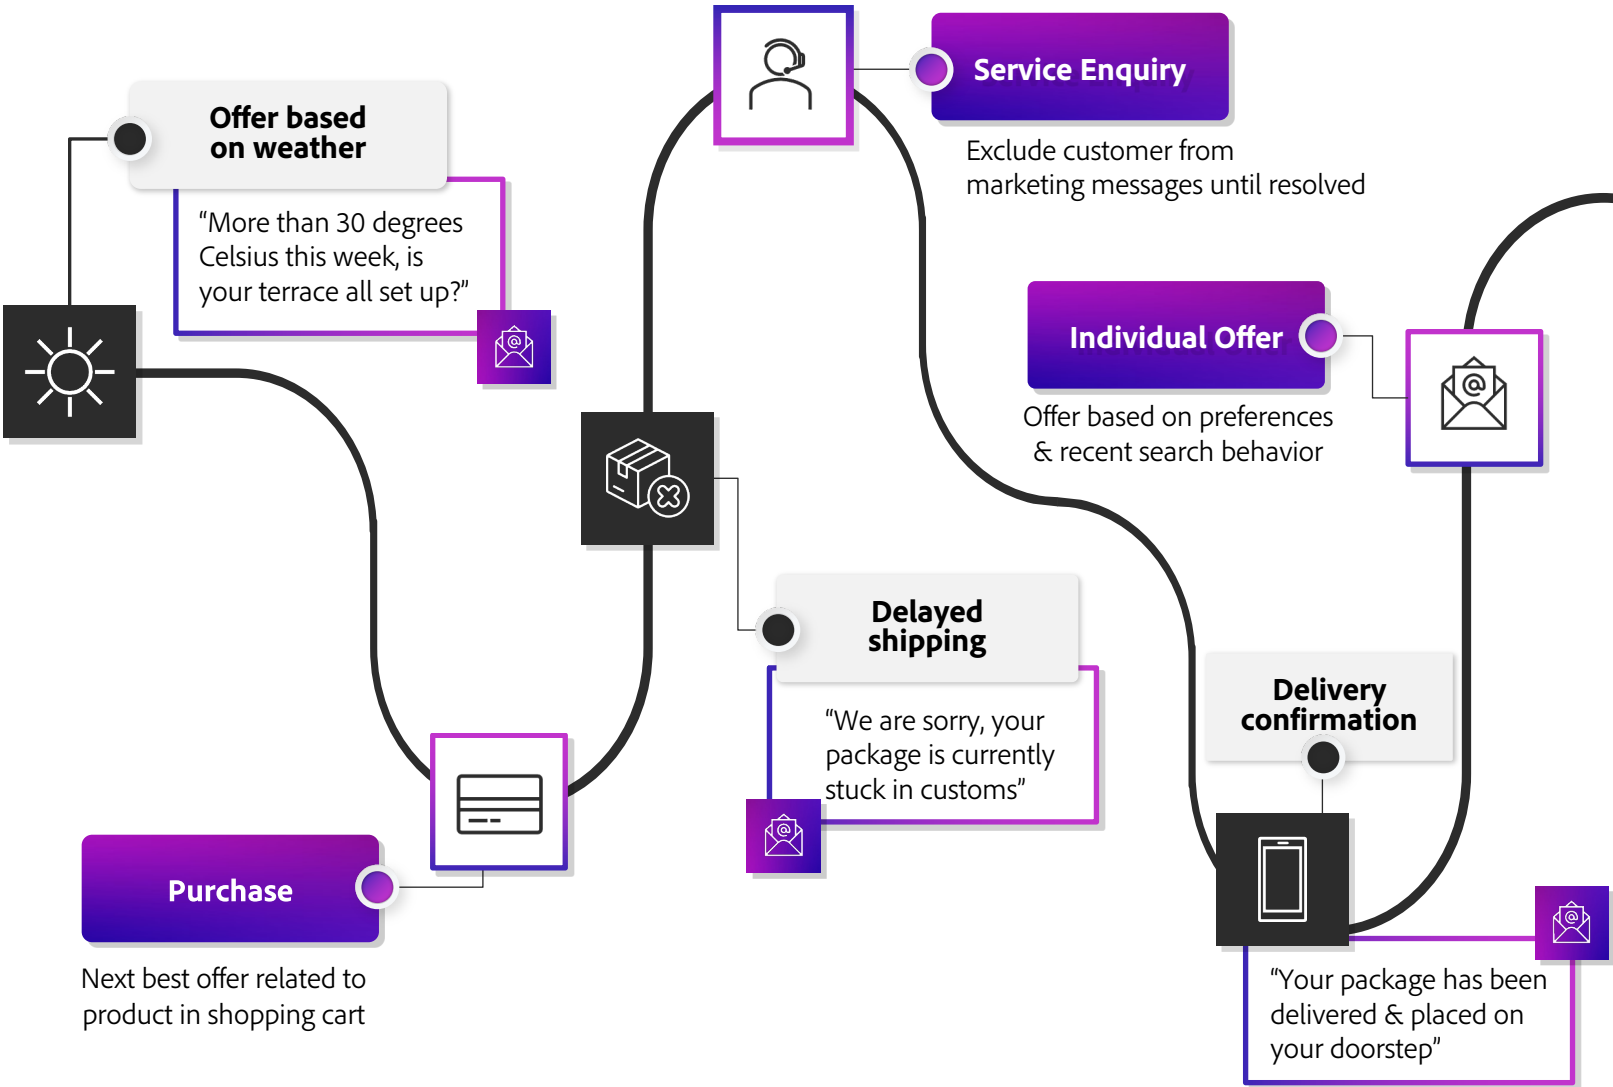 Offer based
on weather
“More than 30 degrees
Celsius this week, is
your terrace all set up?”
Purchase
Next best offer related to
product in shopping cart
Delayed
shipping
“We are sorry, your
package is currently
stuck in customs”
Service Enquiry
Exclude customer from
marketing messages until resolved
Delivery
confirmation
“Your package has been
delivered & placed on
your doorstep”
Individual Offer
Offer based on preferences
& recent search behavior